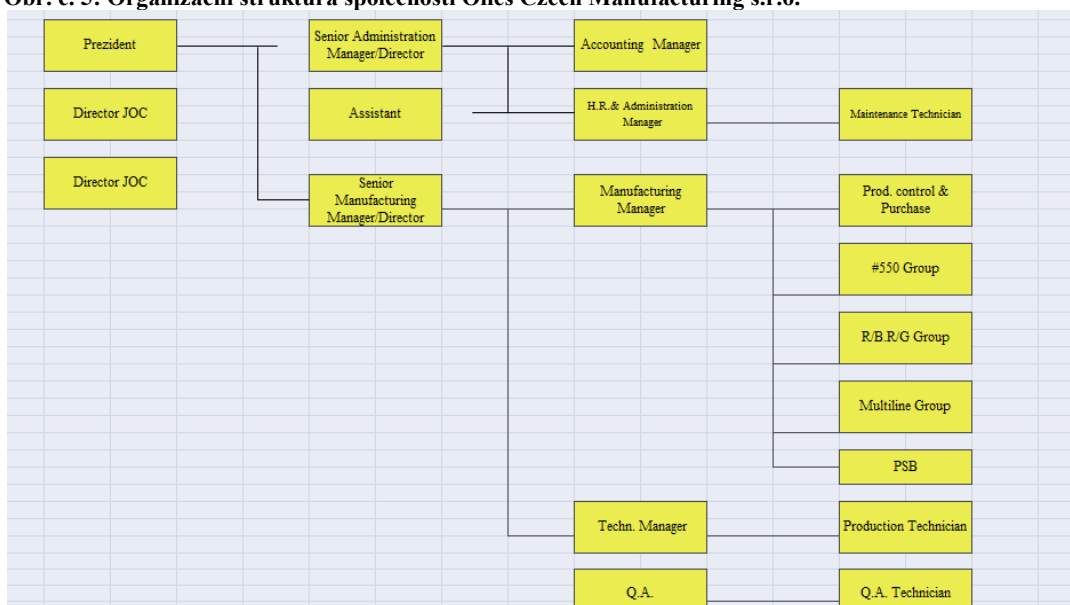 Obr. č. 5: Organizační struktura společnosti Oiles Czech Manufacturing s.r.o.
Prezident
Senior Administration
Manager/Director
Accounting Manager
Director JOC
Assistant
H.R.& Administration
Manager
Maintenance Technician
Director JOC
Senior
Manufacturing
Manager/Director
Manufacturing
Manager
Prod. control &
Purchase
#550 Group
R/B.R/G Group
Multiline Group
PSB
Techn. Manager
Production Technician
Q.A.
Q.A. Technician